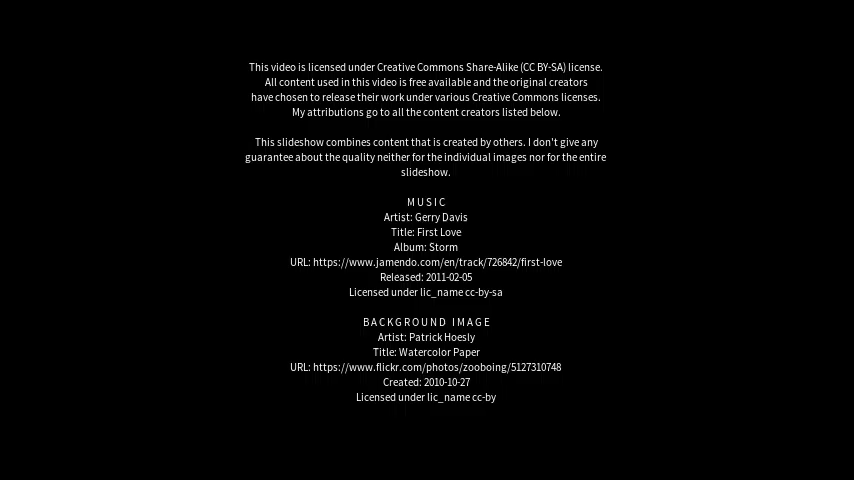 This video is licensed under Creative Commons Share-Alike (CC BY-SA) license.
All content used in this video is free available and the original creators
have chosen to release their work under various Creative Commons licenses.
My attributions go to all the content creators listed below.
This slideshow combines content that is created by others. I don't give any
guarantee about the quality neither for the individual images nor for the entire
slideshow.
MUSIC
Artist: Gerry Davis
Title: First Love
Album: Storm
URL: https://www.jamendo.com/en/track/726842/first-love
Released: 2011-02-05
Licensed under lic_name cc-by-sa
BACKGROUND IMAGE
Artist: Patrick Hoesly
Title: Watercolor Paper
URL: https://www.flickr.com/photos/zooboing/5127310748
Created: 2010-10-27
Licensed under lic_name cc-by